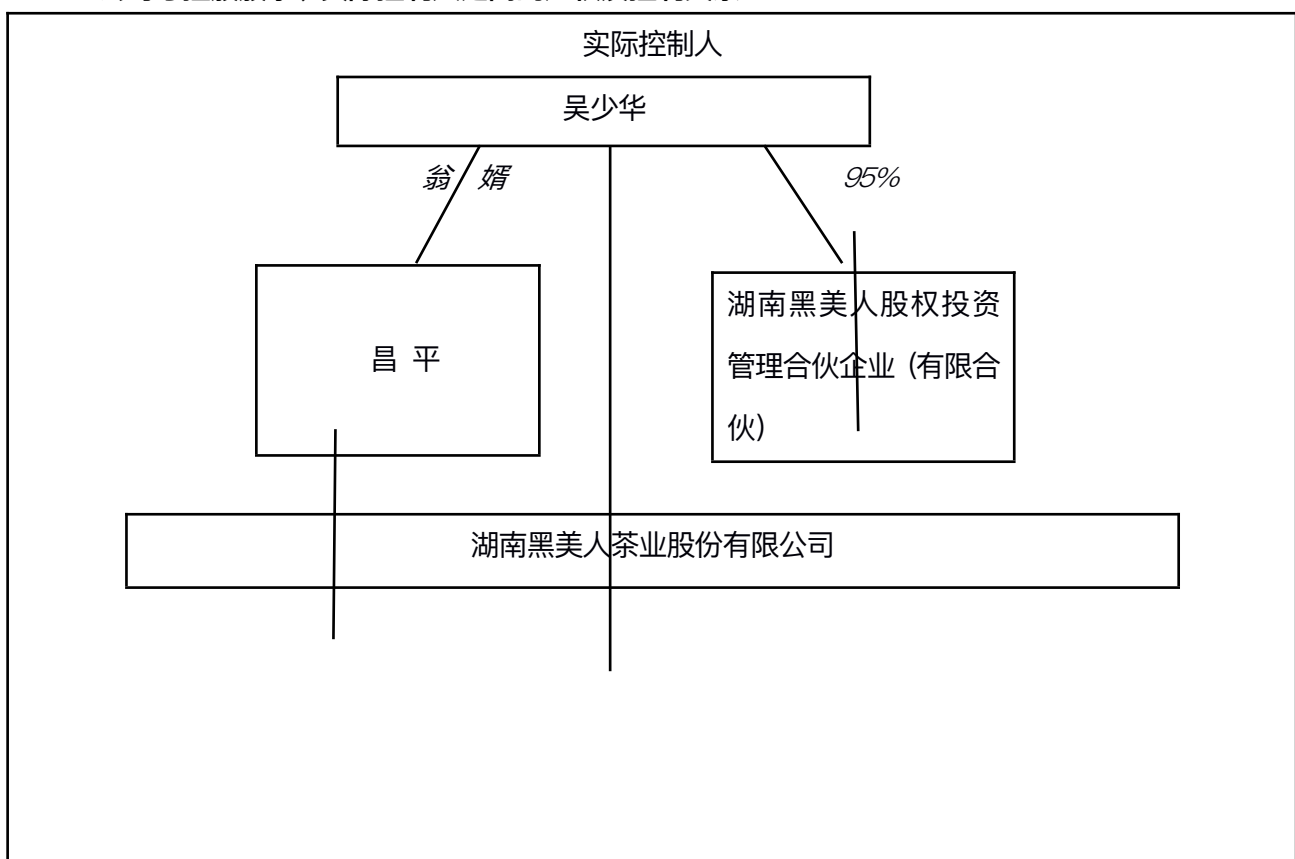 实际控制人
吴少华
翁 婿
95%
昌 平
湖南黑美人股权投资
管理合伙企业（有限合
伙）
湖南黑美人茶业股份有限公司